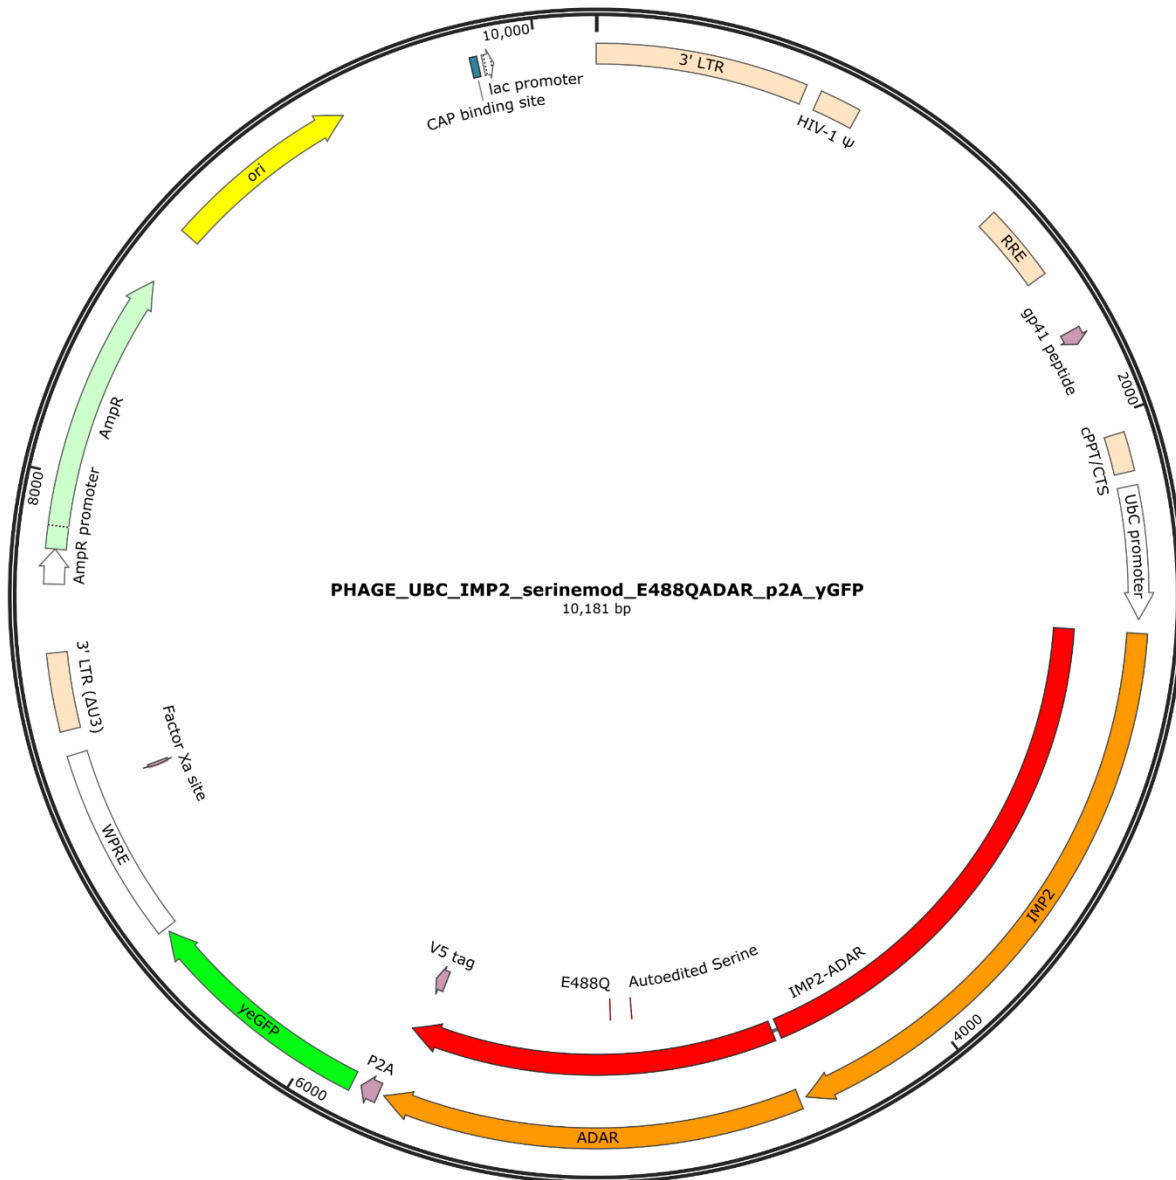 10,000
3' LTR
lac promoter
CAP binding site
HIV-1 Ψ
ori
RRE
gp41 peptide
2000
AmpR
cPPT/CTS
8000
UbC promoter
AmpR promoter
PHAGE_UBC_IMP2_serinemod_E488QADAR_p2A_yGFP
10,181 bp
3' LTR (ΔU3)
Factor Xa site
WPRE
IMP2
V5 tag
E488Q
Autoedited Serine
IMP2-ADAR
yeGFP
4000
P2A
6000
ADAR